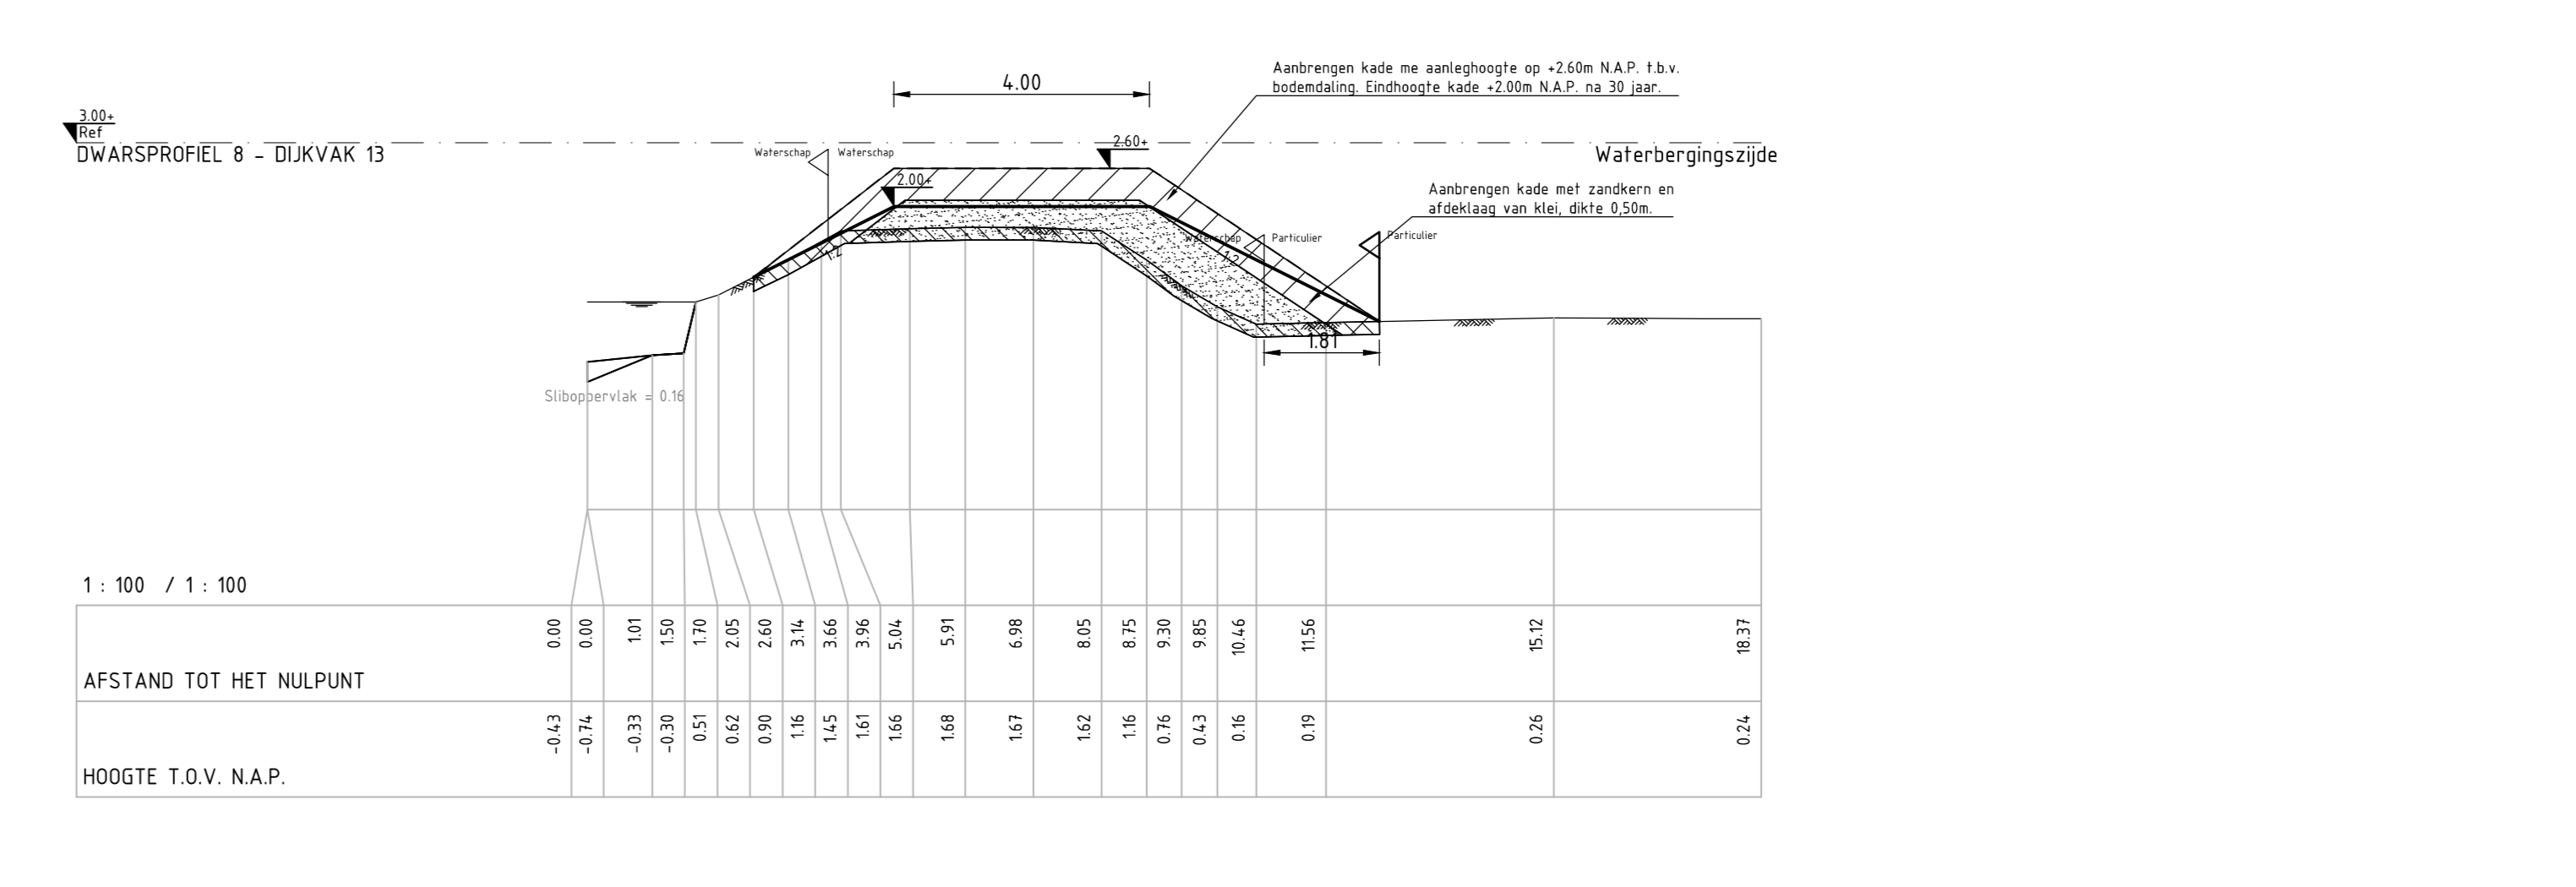 4.00
Aanbrengen kade me aanleghoogte op +2.60m N.A.P. t.b.v.
bodemdaling. Eindhoogte kade +2.00m N.A.P. na 30 jaar.
3.00+
Ref
DWARSPROFIEL 8 - DIJKVAK 13
Waterschap
Waterschap
2.60+
Waterbergingszijde
2.00+
Aanbrengen kade met zandkern en
afdeklaag van klei, dikte 0,50m.
Waterschap
Particulier
Particulier
1:2
1:2
1.81
Sliboppervlak = 0.16
1 : 100 / 1 : 100
AFSTAND TOT HET NULPUNT
0.00 0.00 1.01 1.50 1.70 2.05 2.60 3.14 3.66 3.96 5.04 5.91 6.98 8.05 8.75 9.30 9.85 10.46 11.56 15.12 18.37
HOOGTE T.O.V. N.A.P.
-0.43 -0.74 -0.33 -0.30 0.51 0.62 0.90 1.16 1.45 1.61 1.66 1.68 1.67 1.62 1.16 0.76 0.43 0.16 0.19 0.26 0.24